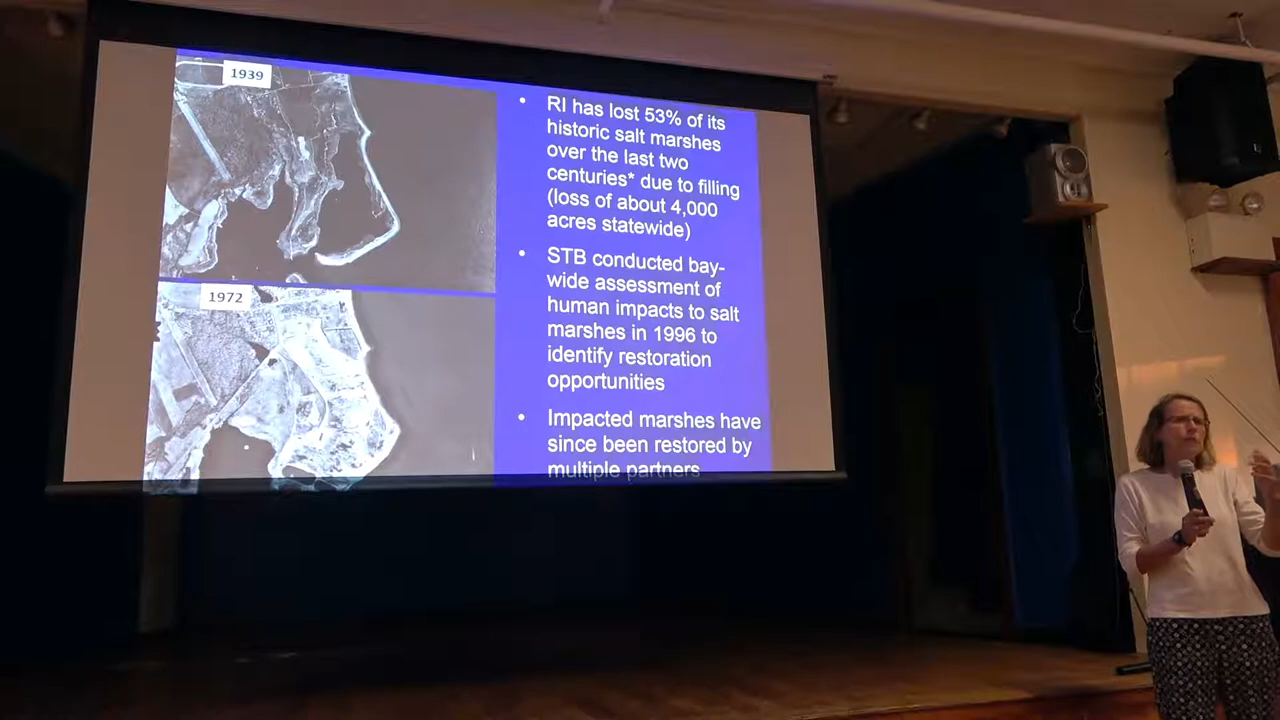 1939
1972
• RI has lost 53% of its
historic salt marshes
over the last two
centuries* due to filling
(loss of about 4,000
acres statewide)
• STB conducted bay-
wide assessment of
human impacts to salt
marshes in 1996 to
identify restoration
opportunities
• Impacted marshes have
since been restored by
multiple partners